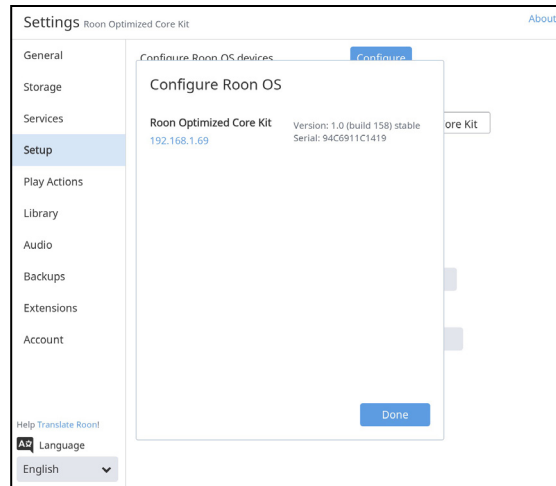 Settings Roon Optimized Core Kit
About
General
Storage
Services
Setup
Play Actions
Library
Audio
Backups
Extensions
Account
Help Translate Roon!
Language
English
Configure Roon OS devices
Configure
ore Kit
Configure Roon OS
Roon Optimized Core Kit
192.168.1.69
Version: 1.0 (build 158) stable
Serial: 94C6911C1419
Done